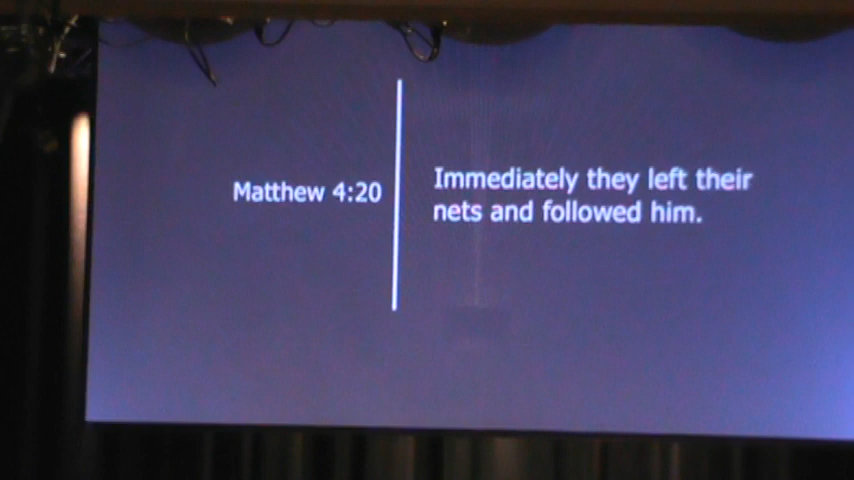 Matthew 4:20
Immediately they left their
nets and followed him.